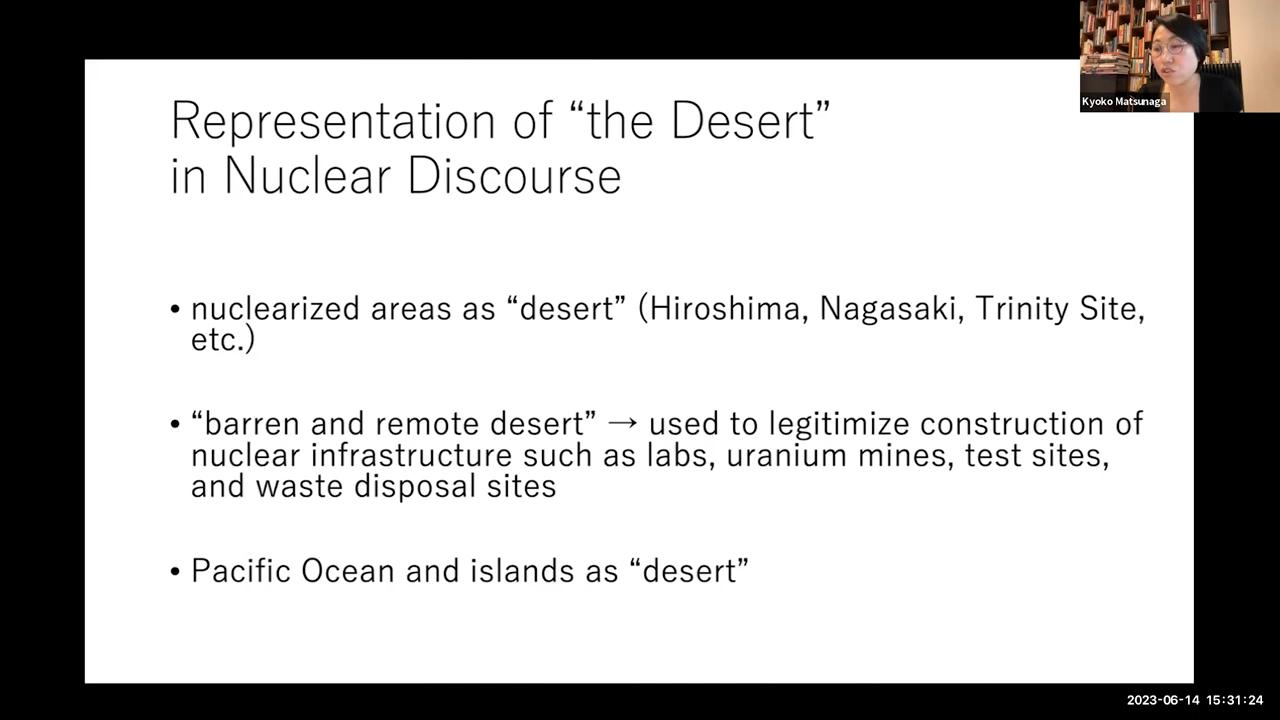 Representation of “the Desert”
in Nuclear Discourse
• nuclearized areas as “desert” (Hiroshima, Nagasaki, Trinity Site,
etc.)
• “barren and remote desert” → used to legitimize construction of
nuclear infrastructure such as labs, uranium mines, test sites,
and waste disposal sites
• Pacific Ocean and islands as “desert”
Kyoko Matsunaga
2023-06-14 15:31:24